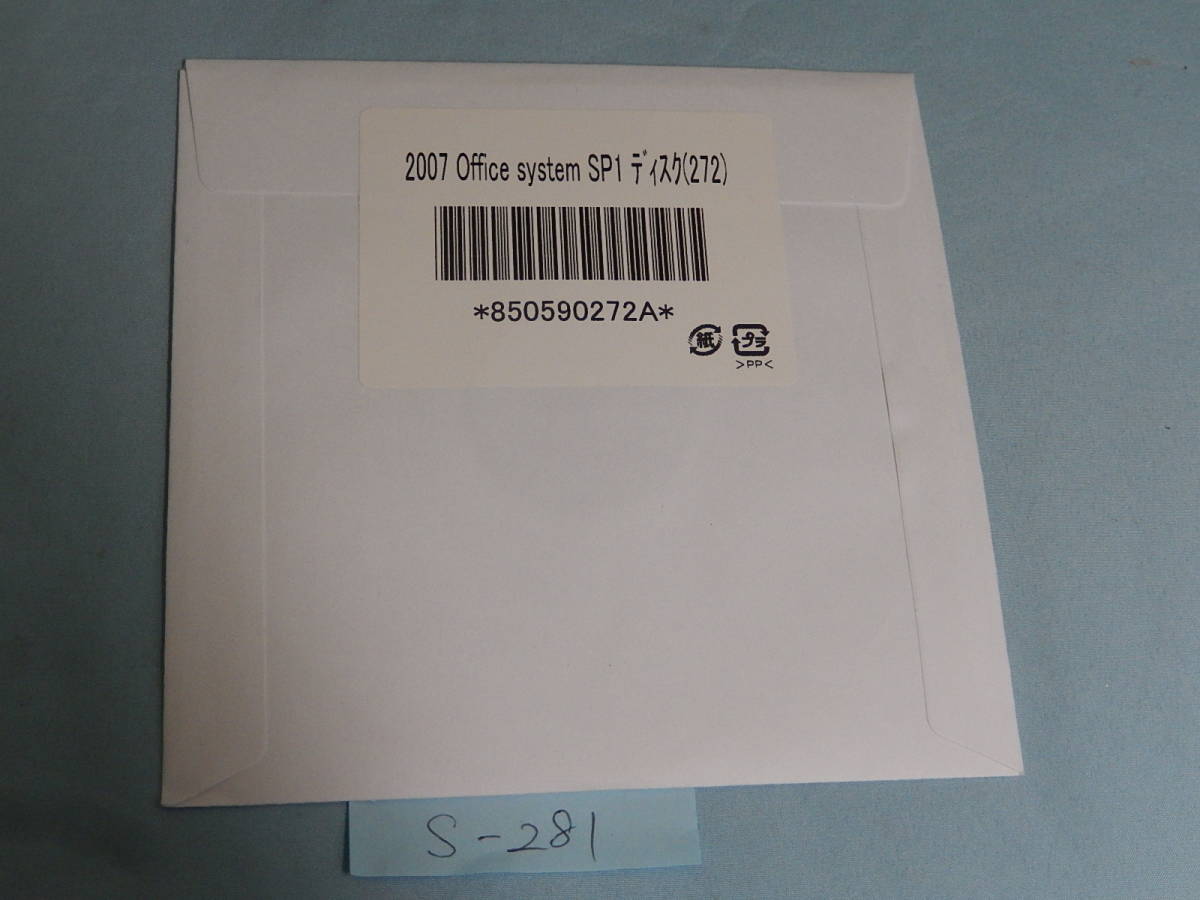 2007 Office system SP1 ディスク(272)
*850590272A*
紙 プラ
>PP<
S-281